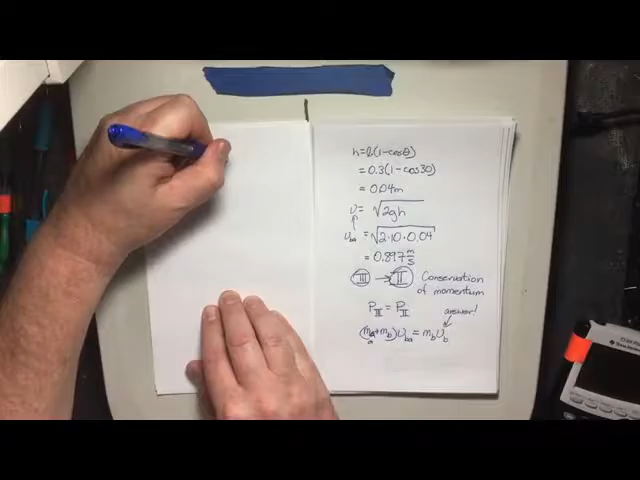 h=l(1-cosθ)
=0.3(1-cos30)
=0.04m
v=√2gh
v_ba=√2·10·0.04
=0.897 m/s
III → II Conservation of momentum
P_III = P_II
answer!
(m_a+m_b)v_ba = m_b v_b